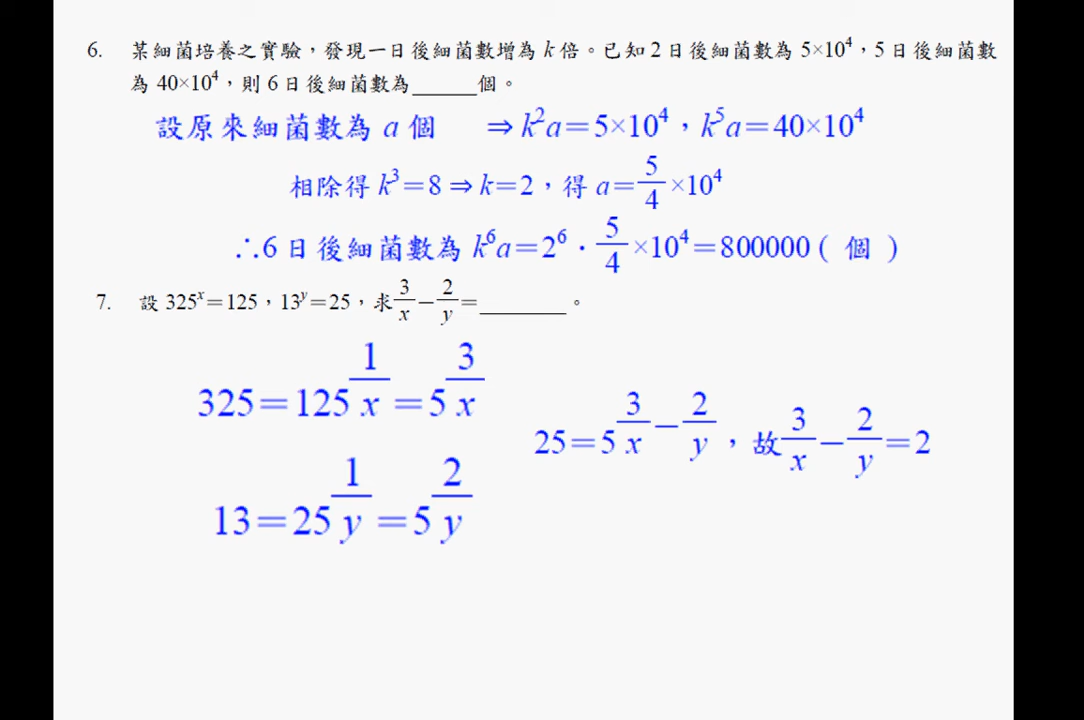 6. 某細菌培養之實驗，發現一日後細菌數增為 k 倍。已知 2 日後細菌數為 5×10⁴，5 日後細菌數
為 40×10⁴，則 6 日後細菌數為______個。
設原來細菌數為 a 個 ⇒ k²a＝5×10⁴，k⁵a＝40×10⁴
相除得 k³＝8 ⇒ k＝2，得 a＝5/4×10⁴
∴6 日後細菌數為 k⁶a＝2⁶．5/4×10⁴＝800000（個）
7. 設 325ˣ＝125，13ʸ＝25，求 3/x－2/y＝________。
325＝125^(1/x)＝5^(3/x)
13＝25^(1/y)＝5^(2/y)
25＝5^(3/x－2/y)，故 3/x－2/y＝2